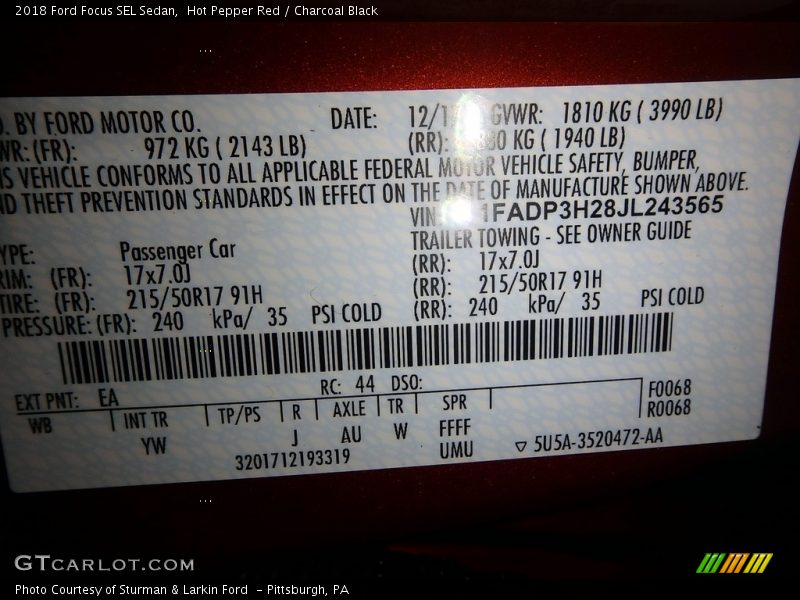 2018 Ford Focus SEL Sedan, Hot Pepper Red / Charcoal Black
BY FORD MOTOR CO. DATE: GVWR: 1810 KG ( 3990 LB)
(FR): 972 KG ( 2143 LB) (RR): KG ( 1940 LB)
VEHICLE CONFORMS TO ALL APPLICABLE FEDERAL MOTOR VEHICLE SAFETY, BUMPER,
THEFT PREVENTION STANDARDS IN EFFECT ON THE DATE OF MANUFACTURE SHOWN ABOVE.
VIN 1FADP3H28JL243565
TRAILER TOWING - SEE OWNER GUIDE
YPE: Passenger Car
RIM: (FR): 17x7.0J (RR): 17x7.0J
TIRE: (FR): 215/50R17 91H (RR): 215/50R17 91H
PRESSURE: (FR): 240 kPa/ 35 PSI COLD (RR): 240 kPa/ 35 PSI COLD
EXT PNT: EA RC: 44 DSO:
F0068
R0068
WB INT TR TP/PS R AXLE TR SPR
YW J AU W FFFF
UMU
3201712193319 ▽ 5U5A-3520472-AA
GTCARLOT.COM
Photo Courtesy of Sturman & Larkin Ford - Pittsburgh, PA